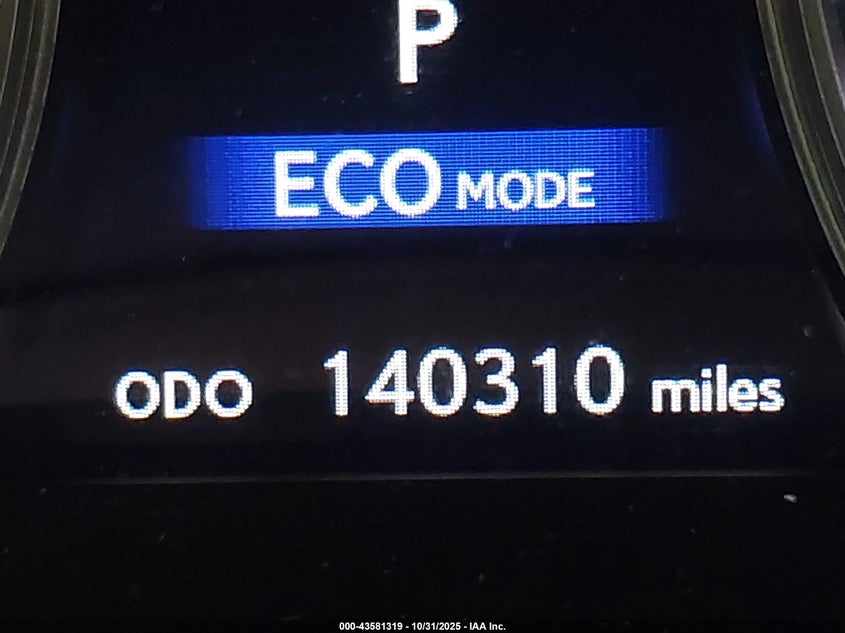 P
ECO MODE
ODO 140310 miles
000-43581319 - 10/31/2025 - IAA Inc.